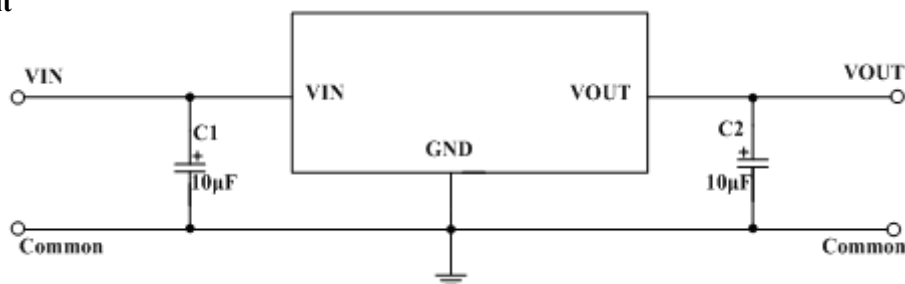 VIN
VOUT
VIN
VOUT
C1
+
C2
+
GND
10μF
10μF
Common
Common